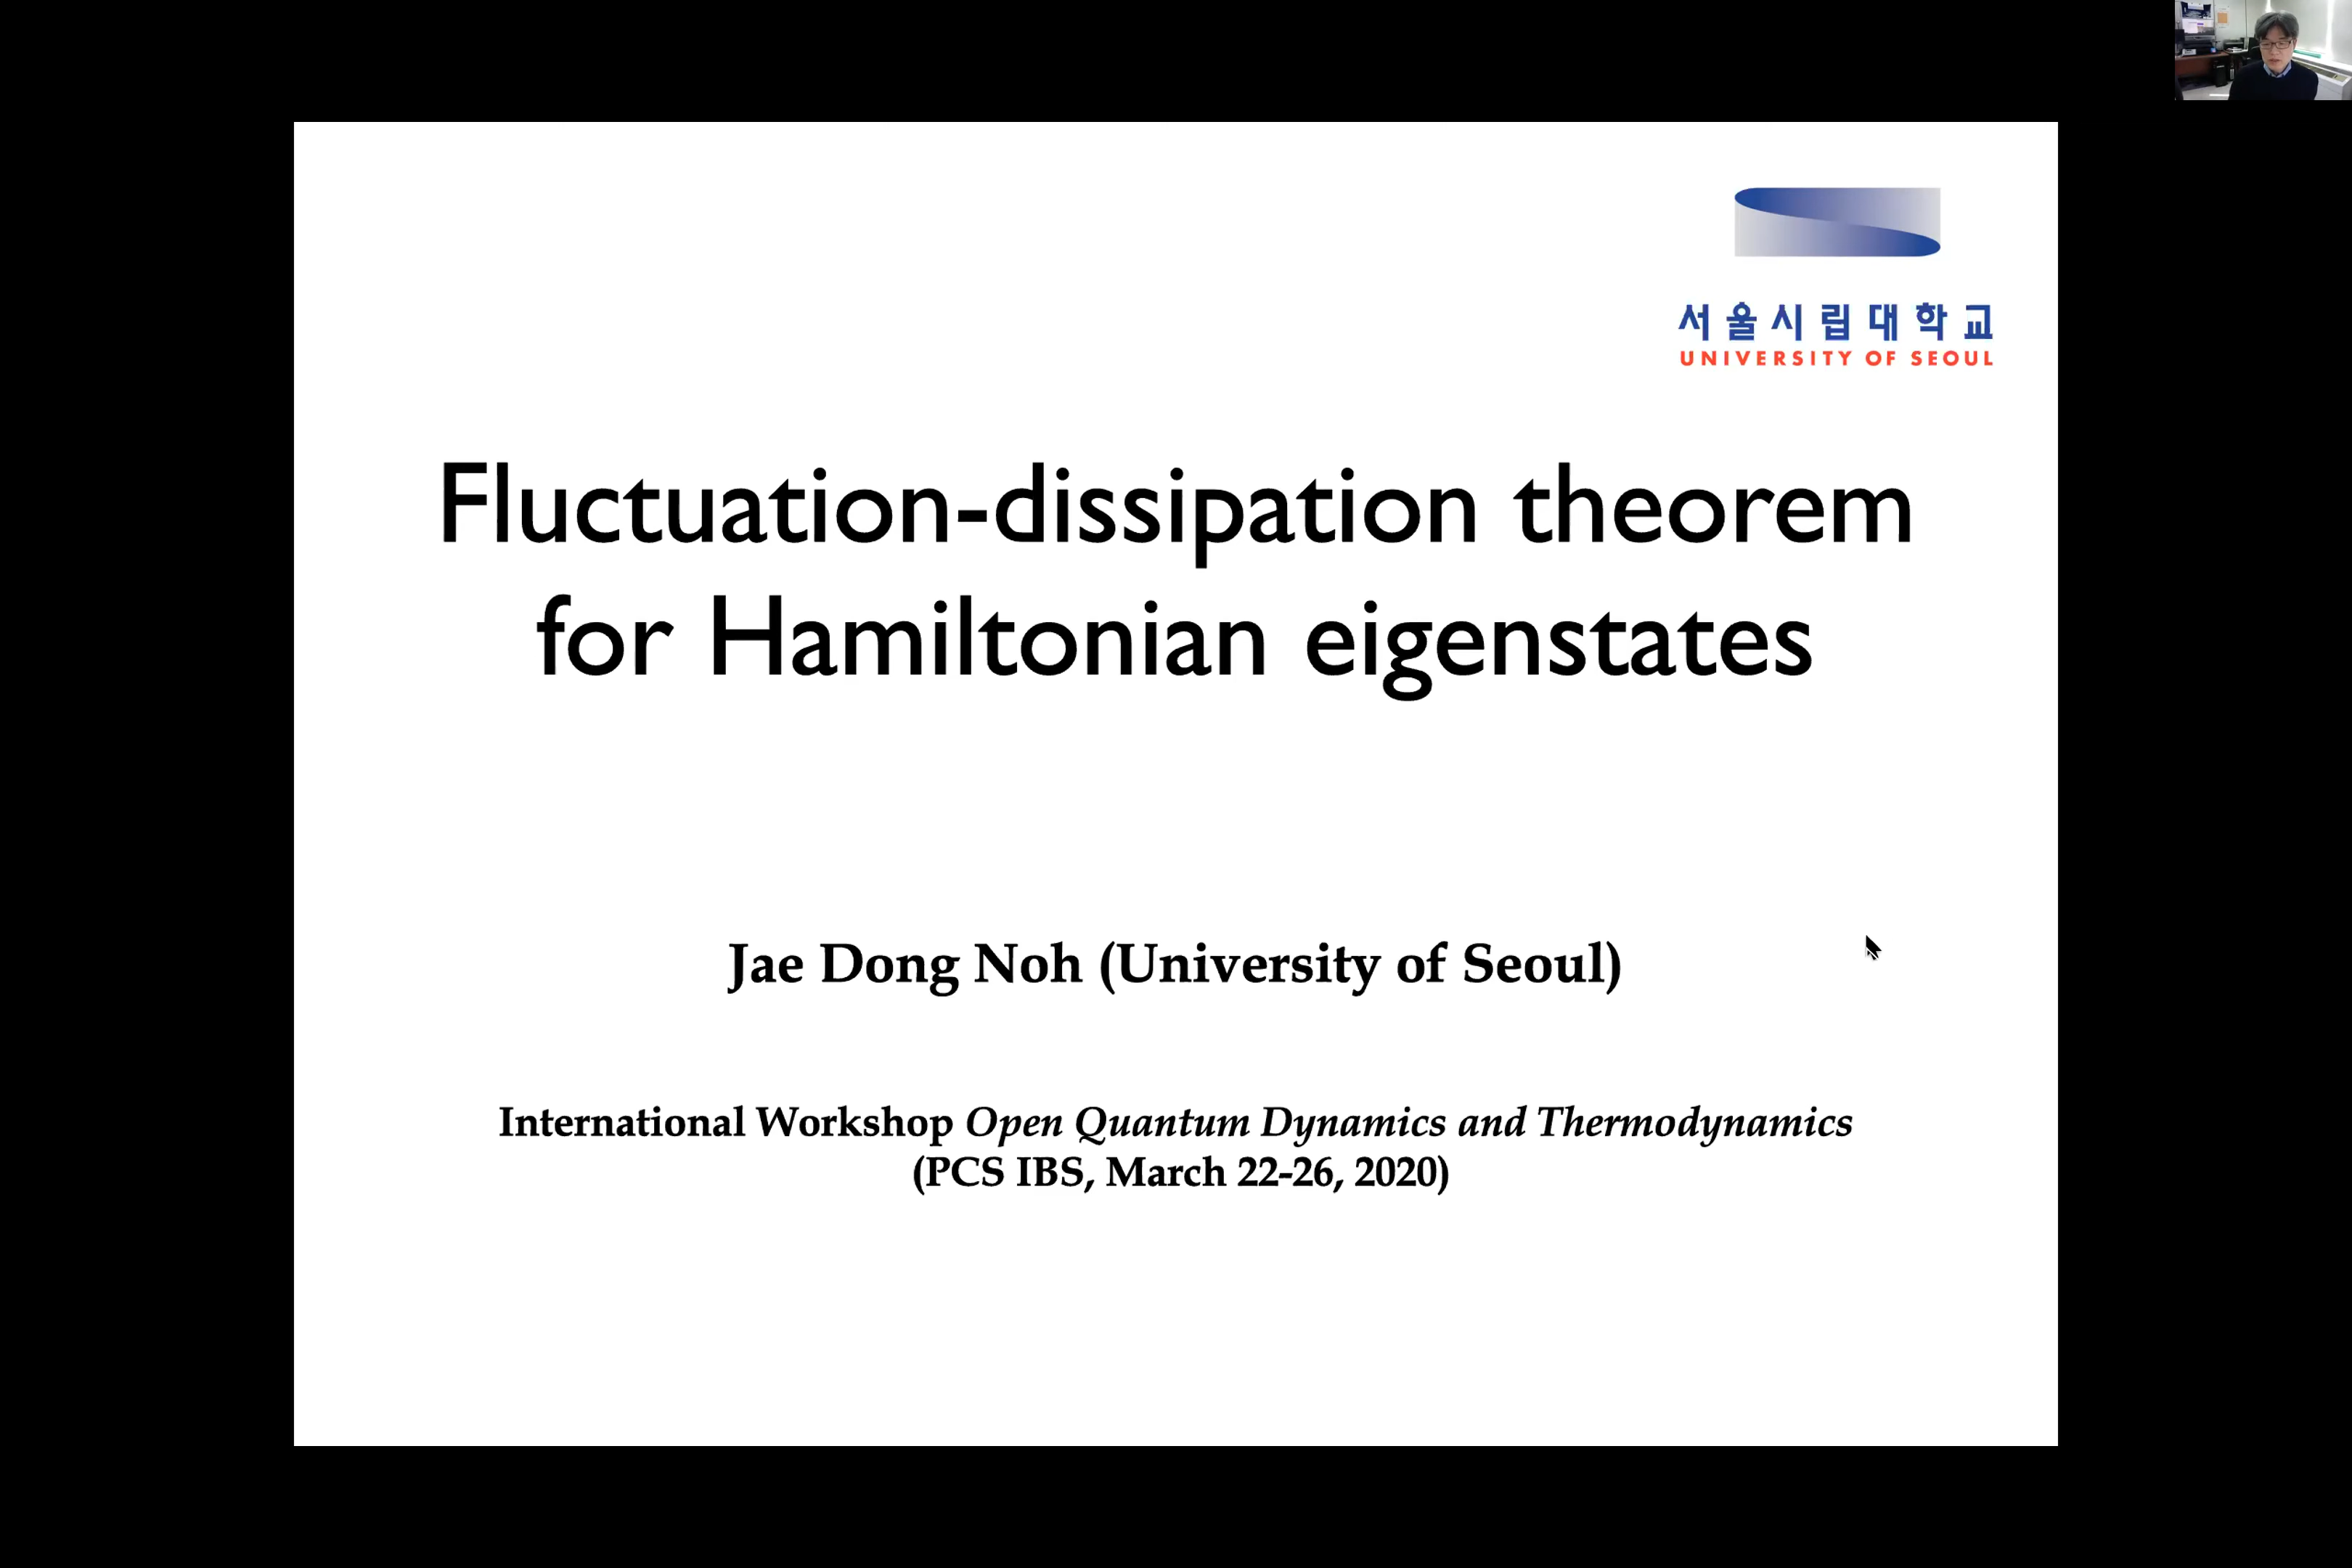 서울시립대학교
UNIVERSITY OF SEOUL
Fluctuation-dissipation theorem
for Hamiltonian eigenstates
Jae Dong Noh (University of Seoul)
International Workshop Open Quantum Dynamics and Thermodynamics
(PCS IBS, March 22-26, 2020)